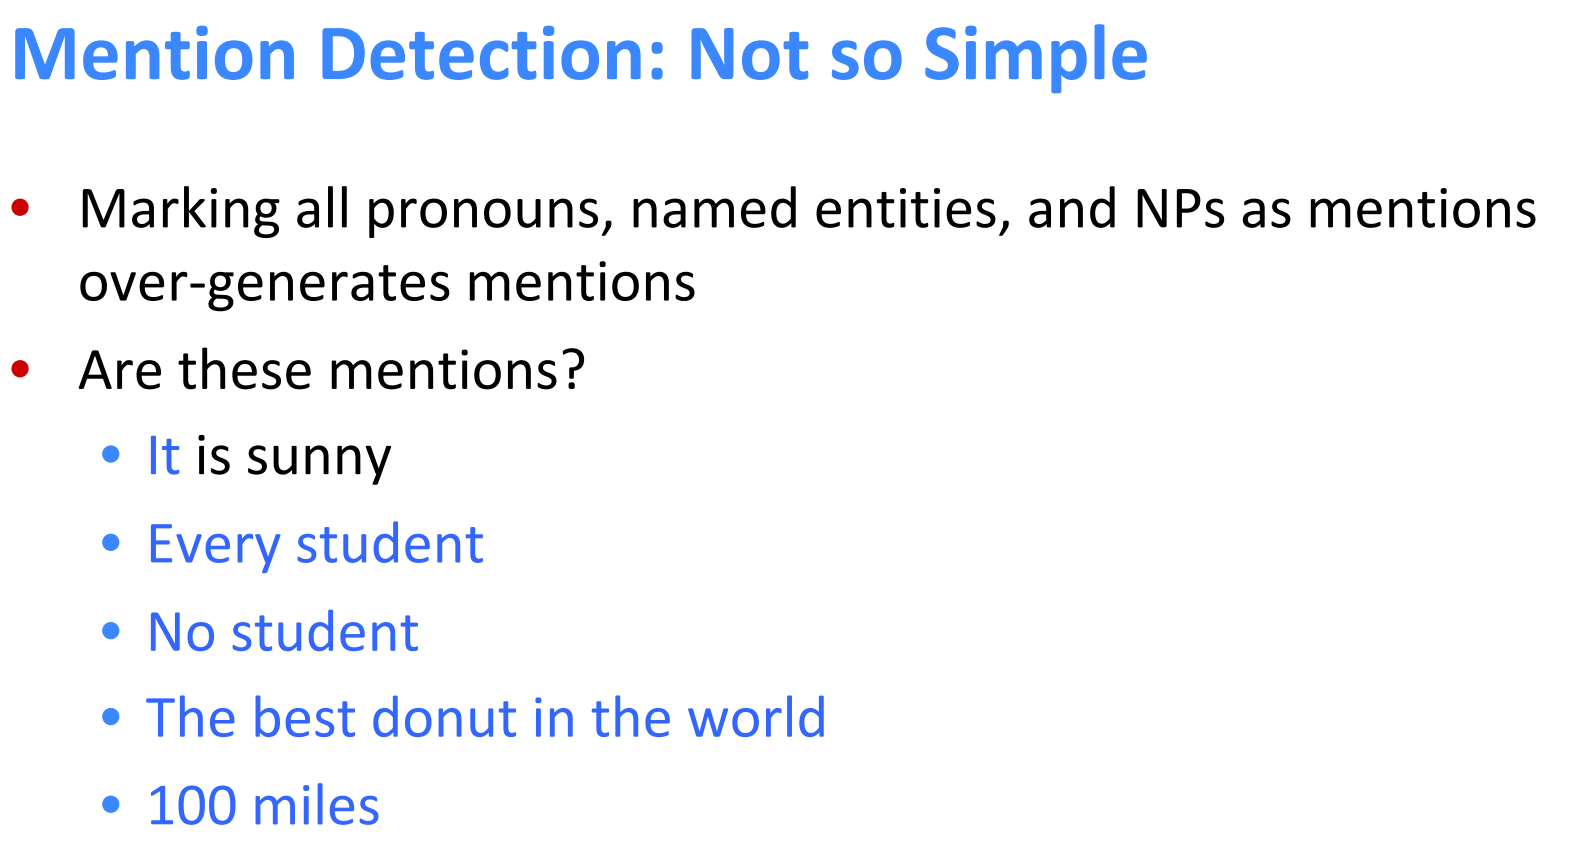 Mention Detection: Not so Simple
• Marking all pronouns, named entities, and NPs as mentions
over-generates mentions
• Are these mentions?
• It is sunny
• Every student
• No student
• The best donut in the world
• 100 miles